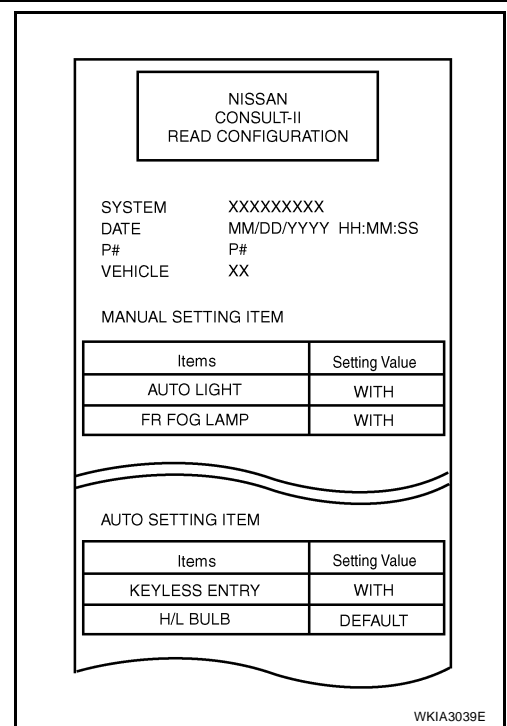 NISSAN
CONSULT-II
READ CONFIGURATION
SYSTEM XXXXXXXXX
DATE MM/DD/YYYY HH:MM:SS
P# P#
VEHICLE XX
MANUAL SETTING ITEM
Items Setting Value
AUTO LIGHT WITH
FR FOG LAMP WITH
AUTO SETTING ITEM
Items Setting Value
KEYLESS ENTRY WITH
H/L BULB DEFAULT
WKIA3039E